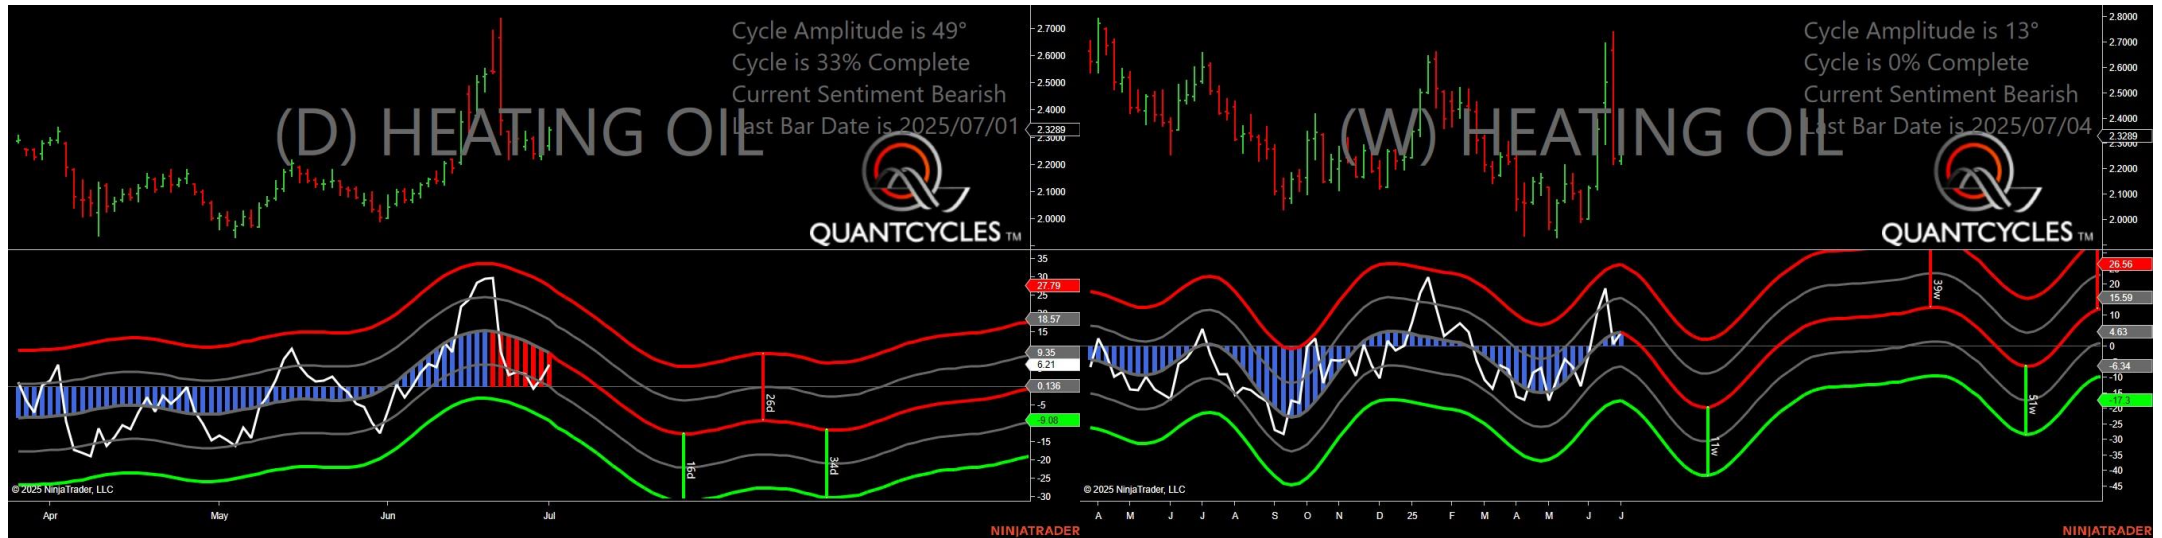 Cycle Amplitude is 49°
Cycle is 33% Complete
Current Sentiment Bearish
Last Bar Date is 2025/07/01
(D) HEATING OIL
QUANTCYCLES TM
2.7000
2.6000
2.5000
2.4000
2.3289
2.3000
2.2000
2.1000
2.0000
35
30
27.79
25
18.57
15
9.35
6.21
0.136
-5
-9.08
-15
-20
-25
-30
16d
26d
34d
© 2025 NinjaTrader, LLC
Apr May Jun Jul
NINJATRADER
Cycle Amplitude is 13°
Cycle is 0% Complete
Current Sentiment Bearish
Last Bar Date is 2025/07/04
(W) HEATING OIL
QUANTCYCLES TM
2.8000
2.7000
2.6000
2.5000
2.4000
2.3289
2.3000
2.2000
2.1000
2.0000
26.56
20
15.59
10
4.63
0
-6.34
-10
-17.3
-20
-25
-30
-35
-40
-45
11w
39w
51w
© 2025 NinjaTrader, LLC
A M J J A S O N D 25 F M A M J J
NINJATRADER